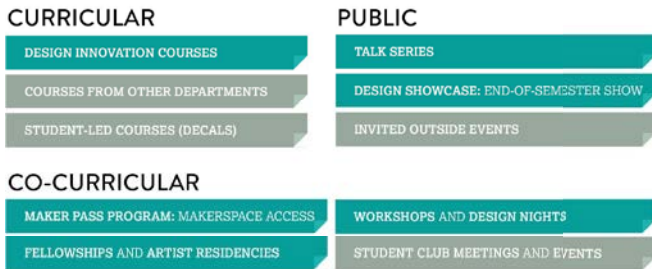 CURRICULAR
DESIGN INNOVATION COURSES
COURSES FROM OTHER DEPARTMENTS
STUDENT-LED COURSES (DECALS)
PUBLIC
TALK SERIES
DESIGN SHOWCASE: END-OF-SEMESTER SHOW
INVITED OUTSIDE EVENTS
CO-CURRICULAR
MAKER PASS PROGRAM: MAKERSPACE ACCESS
FELLOWSHIPS AND ARTIST RESIDENCIES
WORKSHOPS AND DESIGN NIGHTS
STUDENT CLUB MEETINGS AND EVENTS